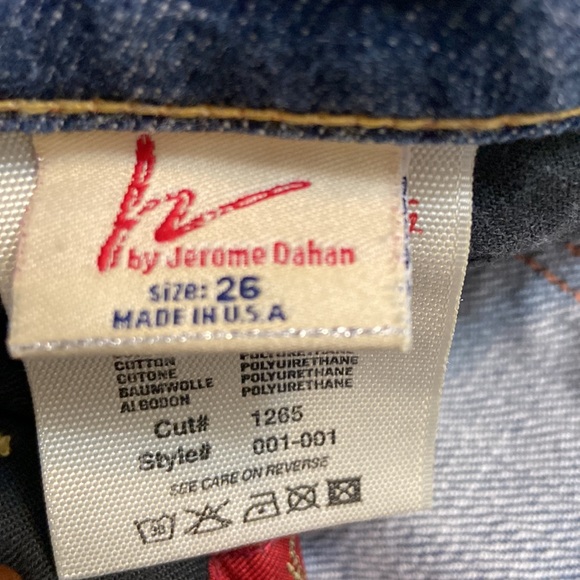 by Jerome Dahan
Size: 26
MADE IN U.S.A
COTTON POLYURETHANE
COTONE POLYURETHANE
BAUMWOLLE POLYURETHANE
ALGODON
Cut# 1265
Style# 001-001
SEE CARE ON REVERSE